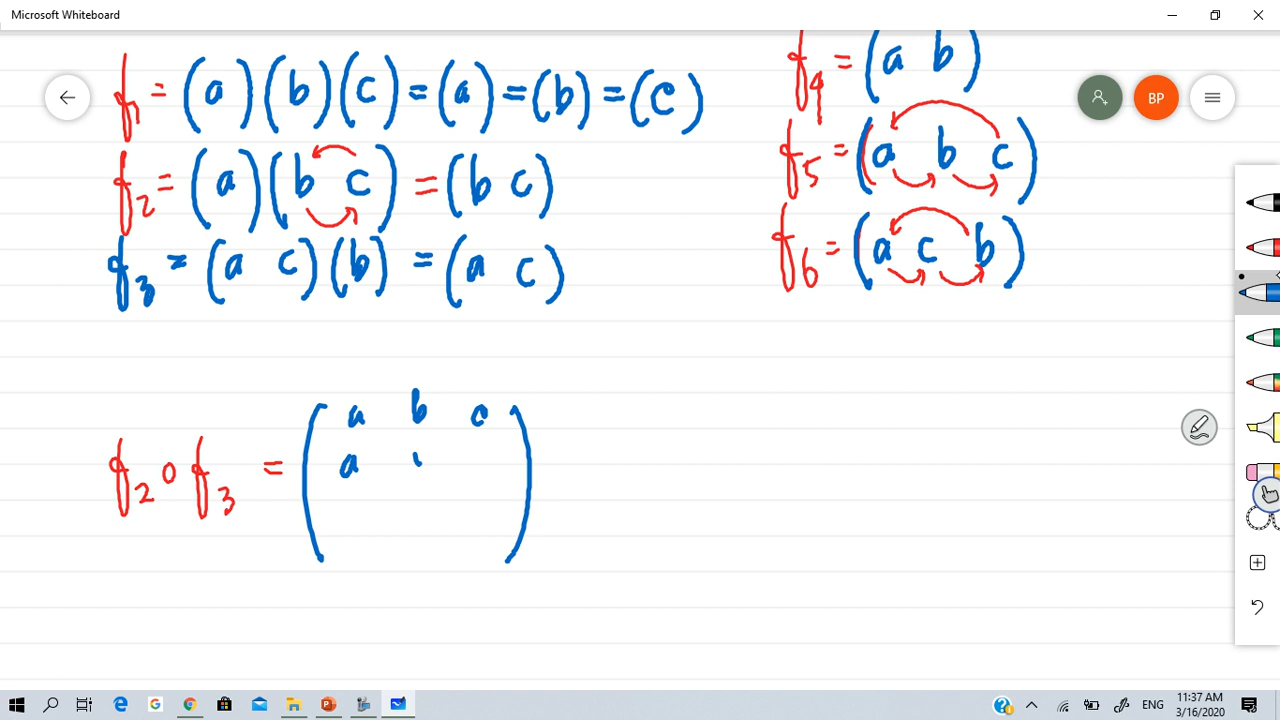 Microsoft Whiteboard
f1 = (a)(b)(c) = (a) = (b) = (c)
f2 = (a)(b c) = (b c)
f3 = (a c)(b) = (a c)
f4 = (a b)
f5 = (a b c)
f6 = (a c b)
BP
f2 o f3 = ( a b c
a )
ENG
11:37 AM
3/16/2020